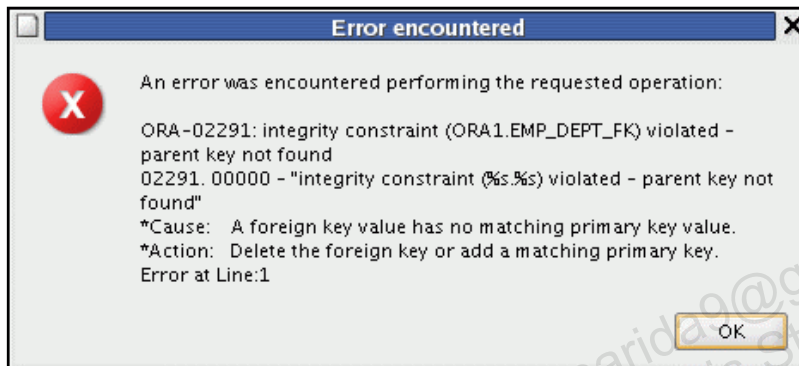 Error encountered
An error was encountered performing the requested operation:
ORA-02291: integrity constraint (ORA1.EMP_DEPT_FK) violated -
parent key not found
02291. 00000 - "integrity constraint (%s.%s) violated - parent key not
found"
*Cause: A foreign key value has no matching primary key value.
*Action: Delete the foreign key or add a matching primary key.
Error at Line:1
OK